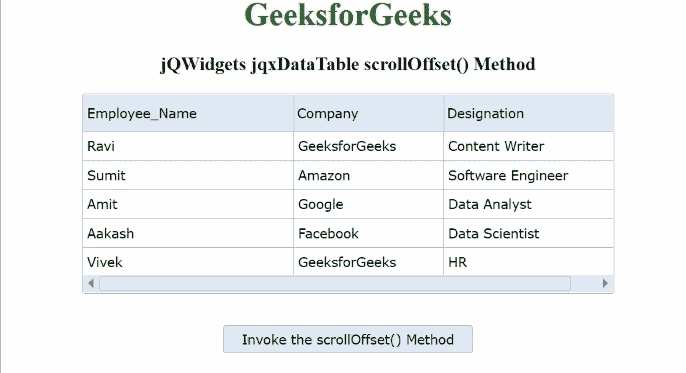 GeeksforGeeks
jQWidgets jqxDataTable scrollOffset() Method
Employee_Name Company Designation
Ravi GeeksforGeeks Content Writer
Sumit Amazon Software Engineer
Amit Google Data Analyst
Aakash Facebook Data Scientist
Vivek GeeksforGeeks HR
Invoke the scrollOffset() Method